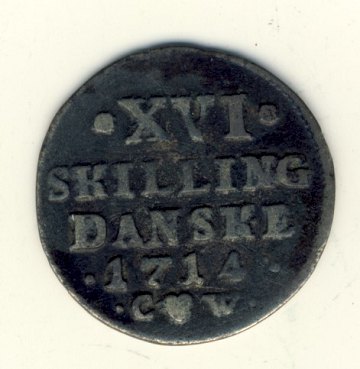 ·XVI·
SKILLING
DANSKE
·1714·
·C♥W·